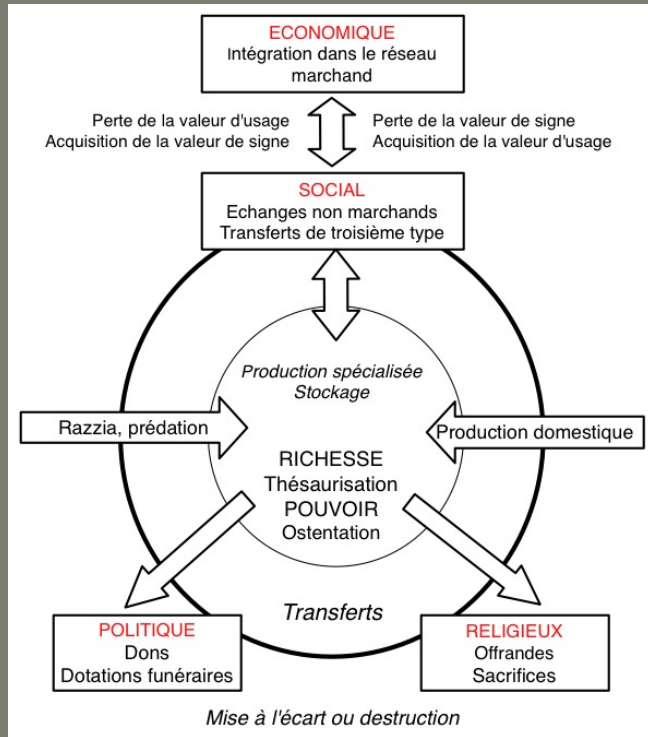 ECONOMIQUE
Intégration dans le réseau
marchand
Perte de la valeur d'usage
Acquisition de la valeur de signe
Perte de la valeur de signe
Acquisition de la valeur d'usage
SOCIAL
Echanges non marchands
Transferts de troisième type
Production spécialisée
Stockage
Razzia, prédation
Production domestique
RICHESSE
Thésaurisation
POUVOIR
Ostentation
Transferts
POLITIQUE
Dons
Dotations funéraires
RELIGIEUX
Offrandes
Sacrifices
Mise à l'écart ou destruction